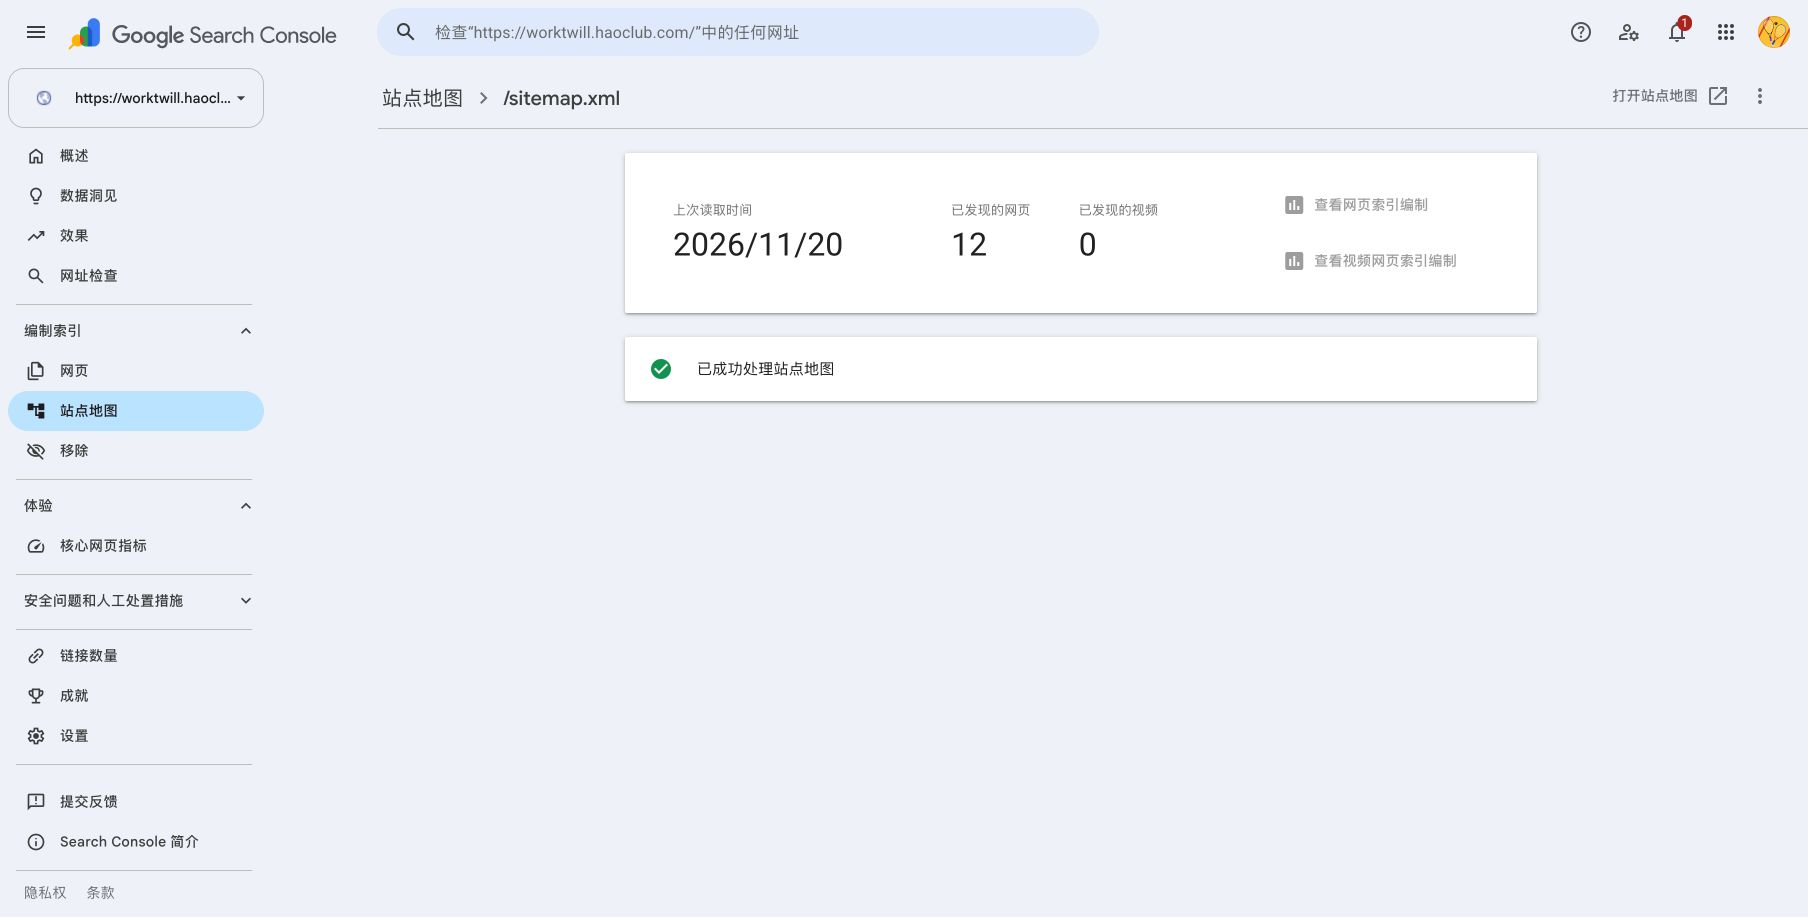 Google Search Console
检查“https://worktwill.haoclub.com/”中的任何网址
1
https://worktwill.haocl...
概述
数据洞见
效果
网址检查
编制索引
网页
站点地图
移除
体验
核心网页指标
安全问题和人工处置措施
链接数量
成就
设置
提交反馈
Search Console 简介
隐私权 条款
站点地图 > /sitemap.xml
打开站点地图
上次读取时间
2026/11/20
已发现的网页
12
已发现的视频
0
查看网页索引编制
查看视频网页索引编制
已成功处理站点地图